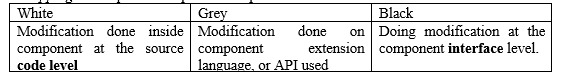 White Grey Black
Modification done inside Modification done on Doing modification at the
component at the source component extension component interface level.
code level language, or API used